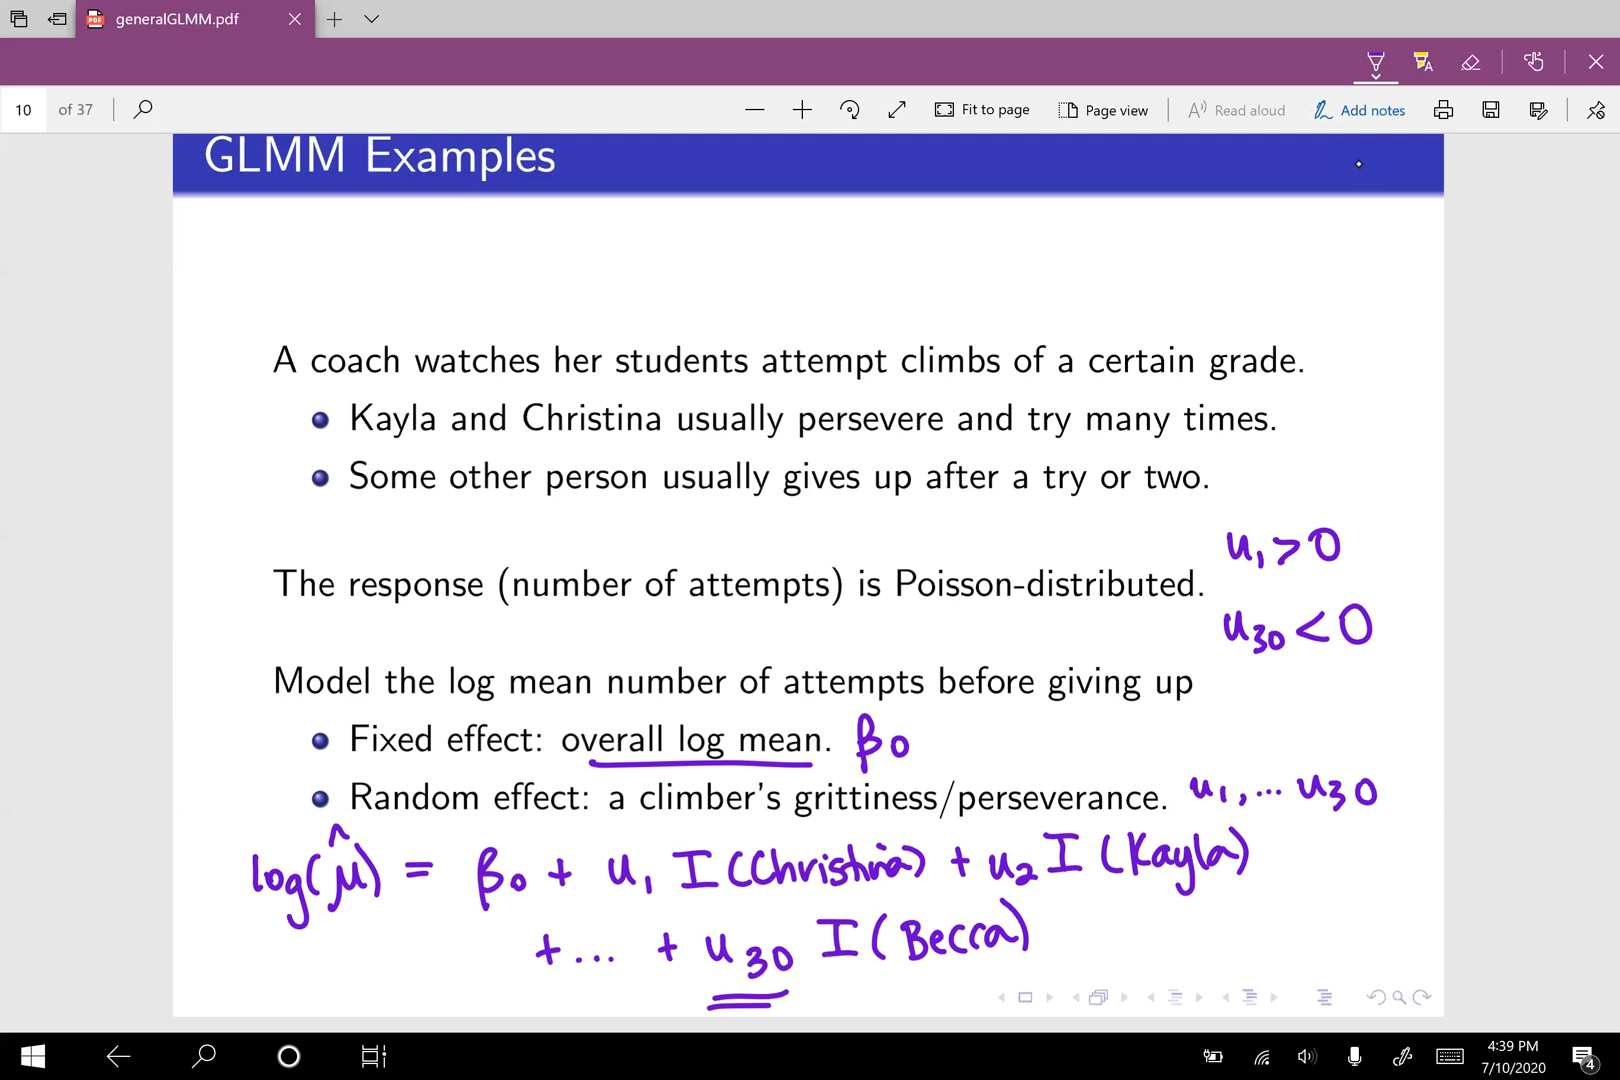 generalGLMM.pdf
10 of 37
Fit to page
Page view
Read aloud
Add notes
GLMM Examples
A coach watches her students attempt climbs of a certain grade.
Kayla and Christina usually persevere and try many times.
Some other person usually gives up after a try or two.
u₁ > 0
The response (number of attempts) is Poisson-distributed.
u₃₀ < 0
Model the log mean number of attempts before giving up
Fixed effect: overall log mean. β₀
Random effect: a climber's grittiness/perseverance. u₁, ... u₃₀
log(μ̂) = β₀ + u₁ I(Christina) + u₂ I(Kayla)
+ ... + u₃₀ I(Becca)
4:39 PM
7/10/2020
4